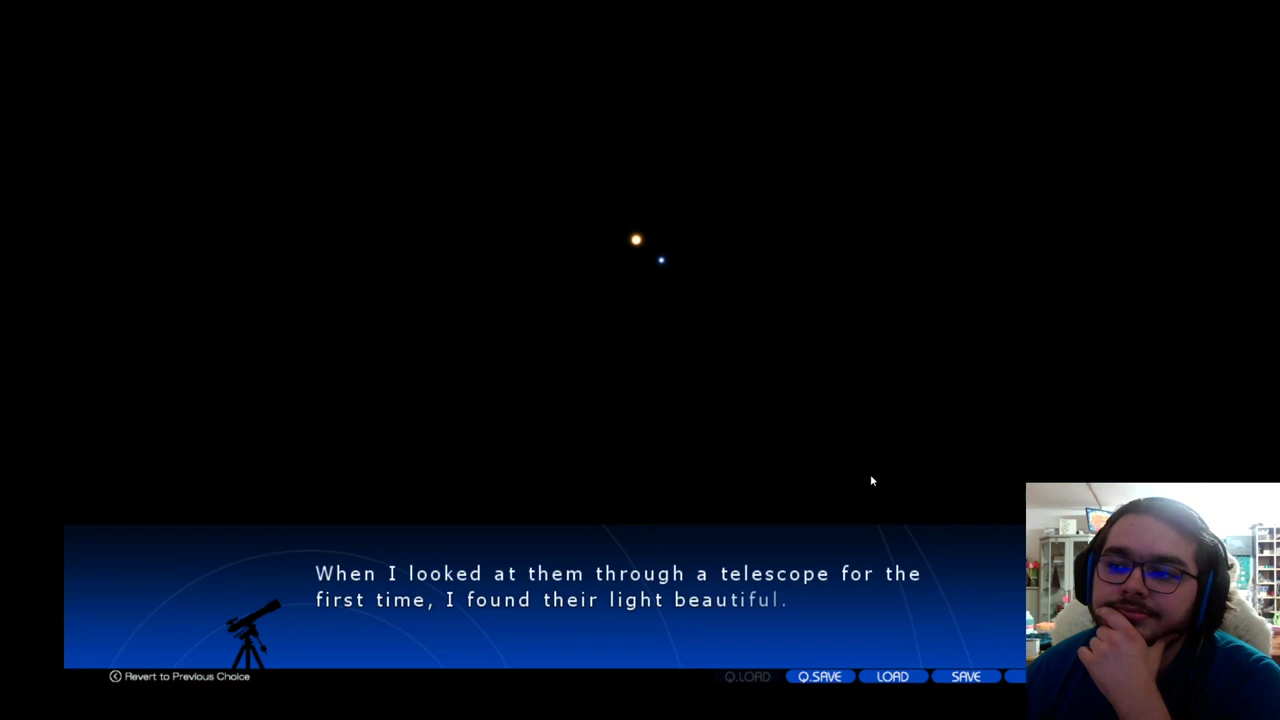 When I looked at them through a telescope for the
first time, I found their light beautiful.
Revert to Previous Choice
Q.LOAD
Q.SAVE
LOAD
SAVE